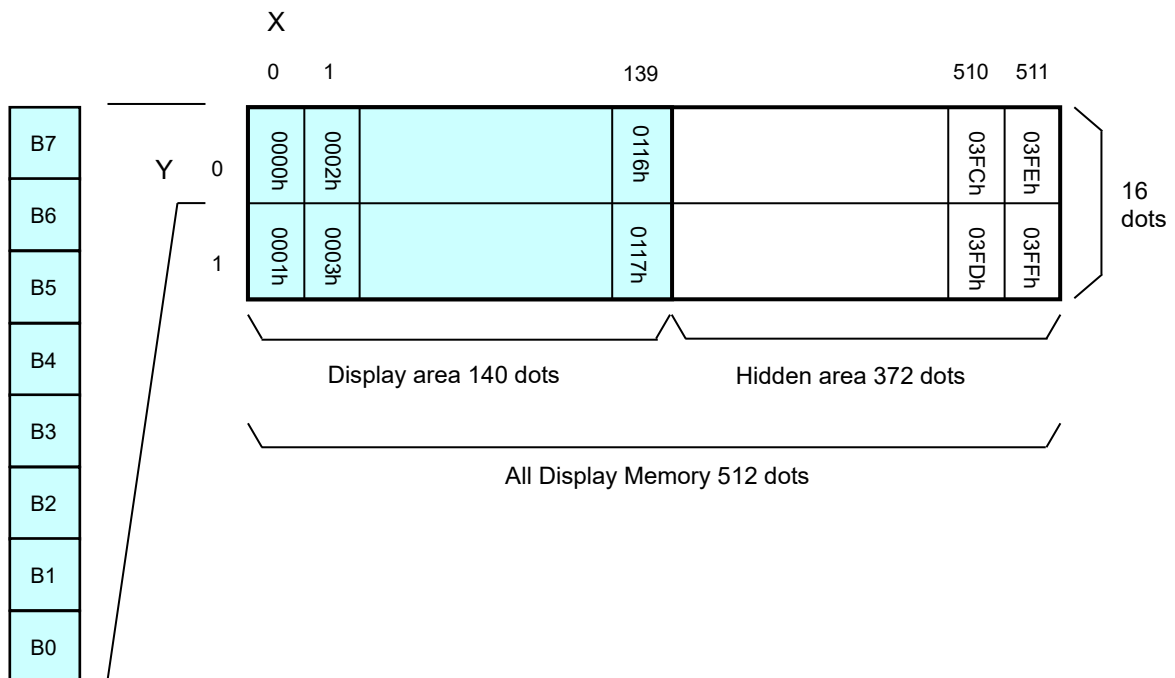 X
0 1 139 510 511
B7
B6
B5
B4
B3
B2
B1
B0
Y 0
1
0000h 0002h 0116h 03FCh 03FEh
0001h 0003h 0117h 03FDh 03FFh
16
dots
Display area 140 dots Hidden area 372 dots
All Display Memory 512 dots